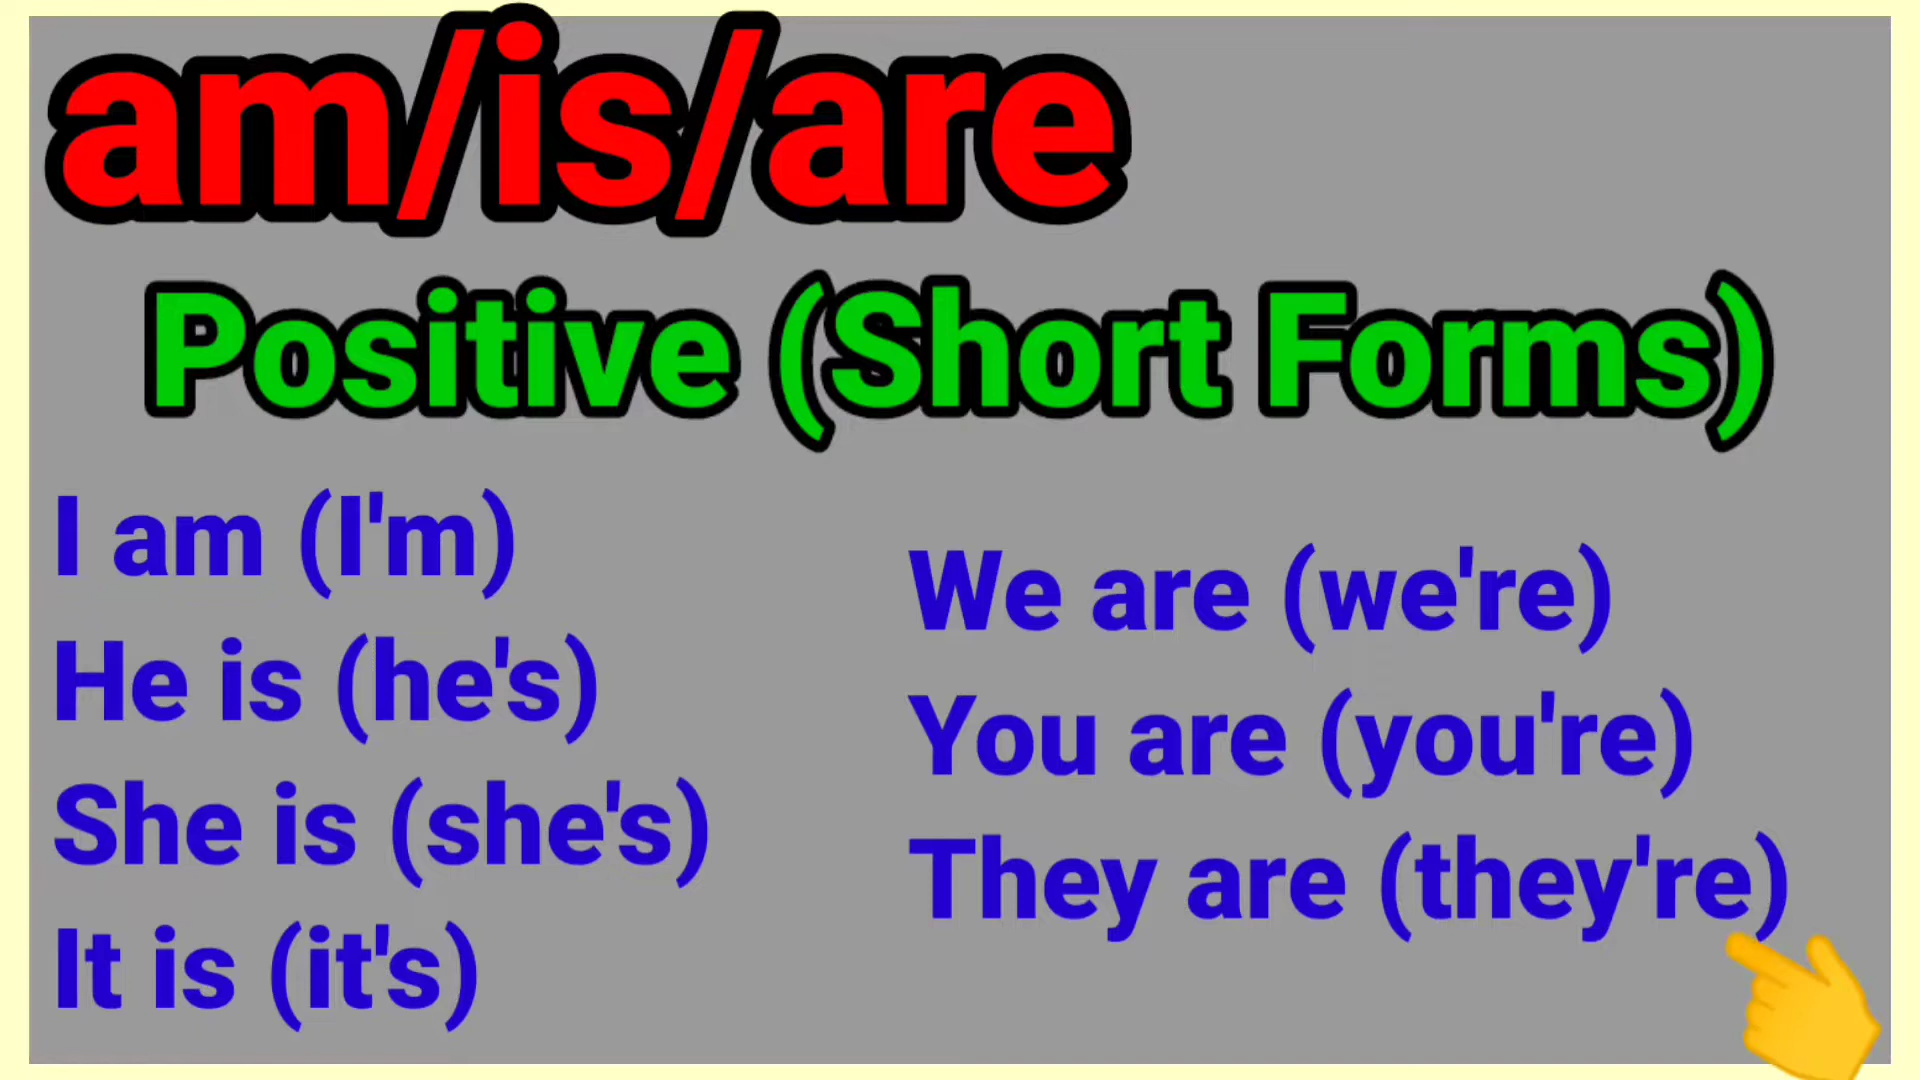 am/is/are
Positive (Short Forms)
I am (I'm)
He is (he's)
She is (she's)
It is (it's)
We are (we're)
You are (you're)
They are (they're)